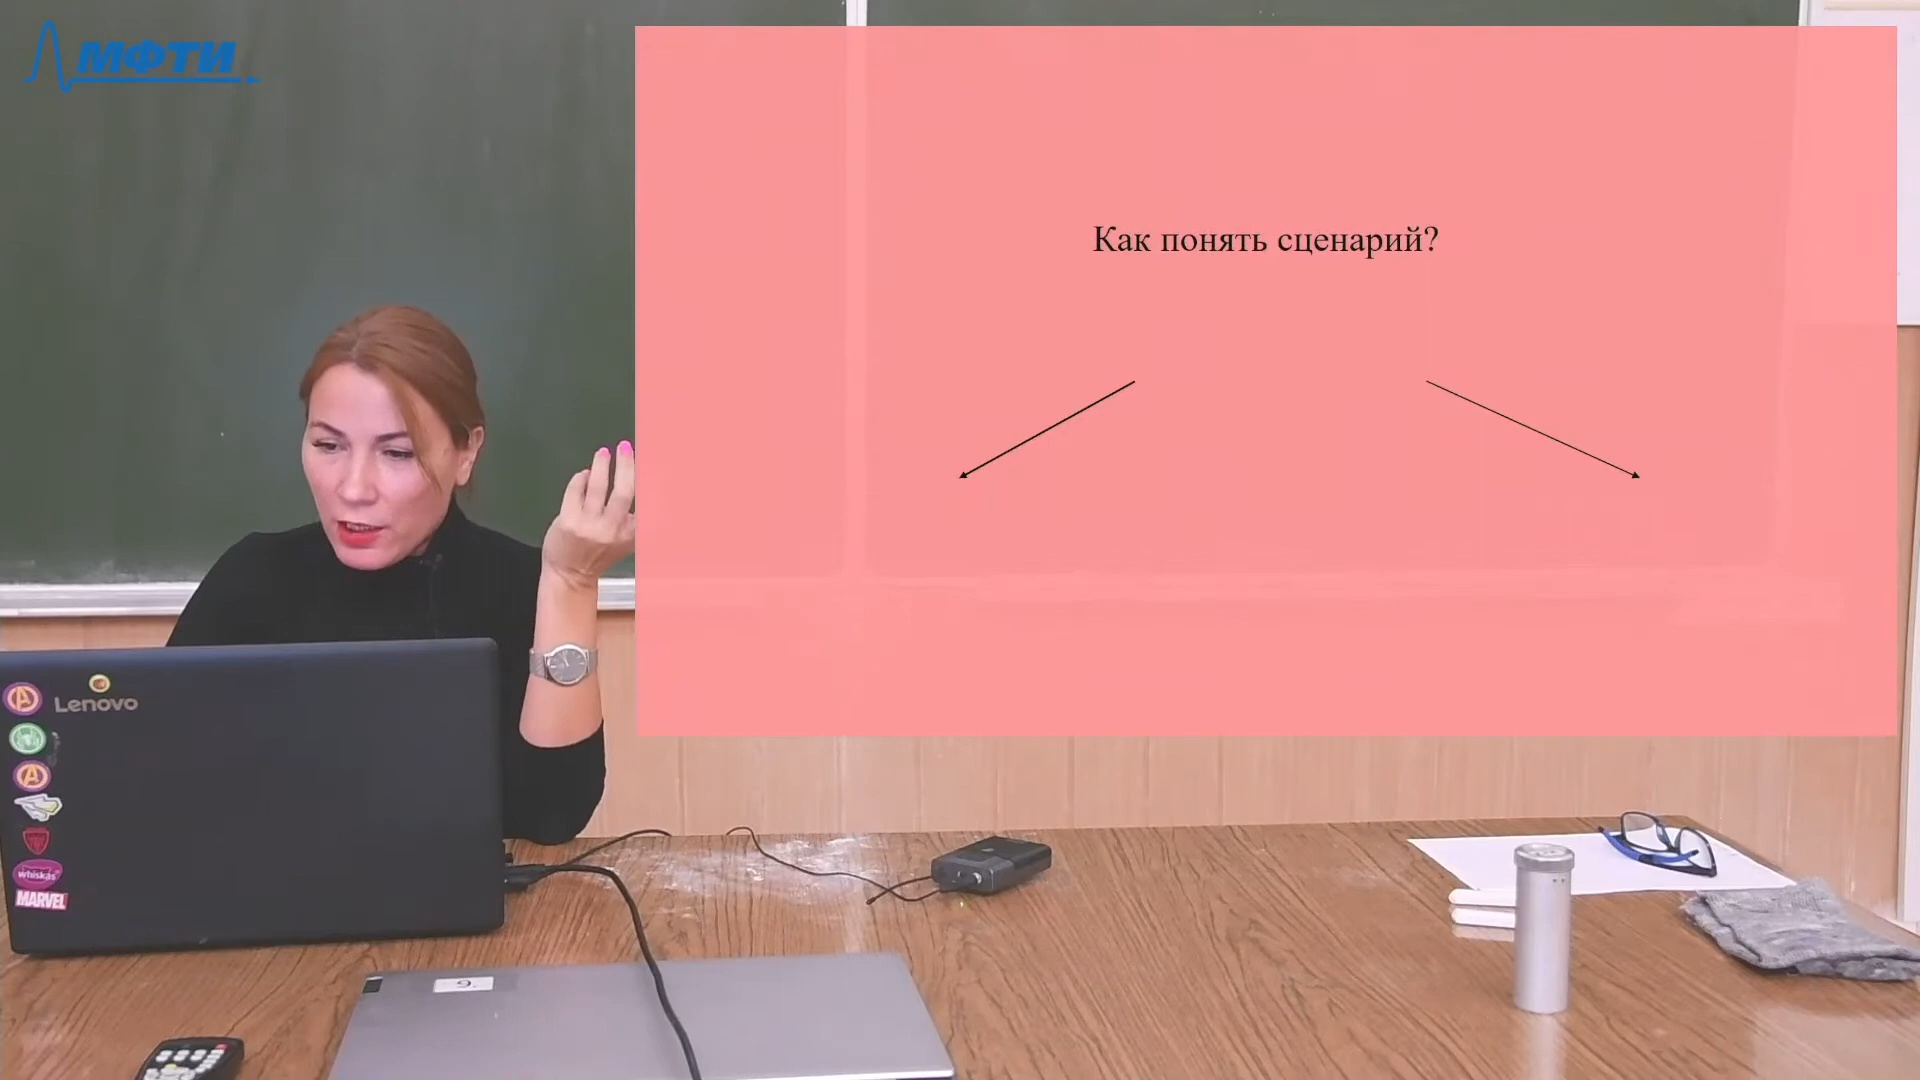 МФТИ
Как понять сценарий?
Lenovo
whiskas
MARVEL